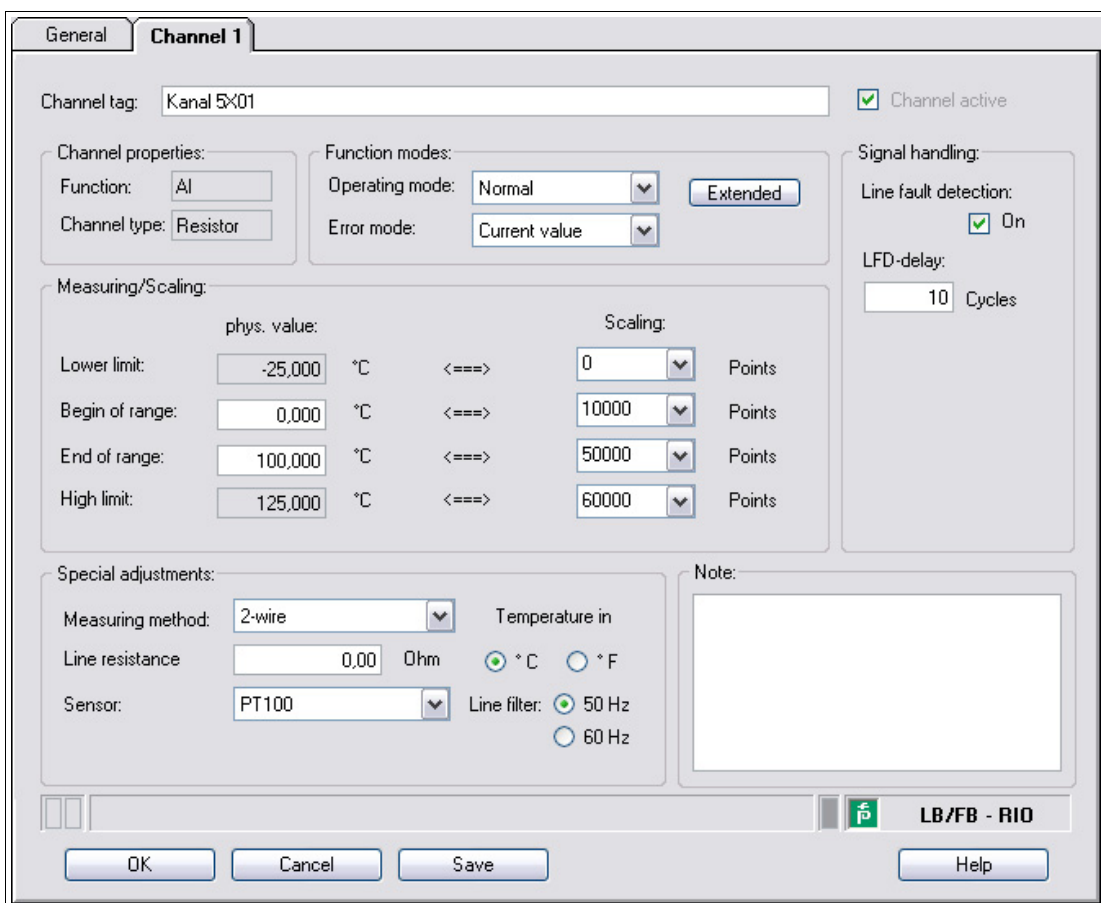 General Channel 1
Channel tag: Kanal 5X01 Channel active
Channel properties: Function modes: Signal handling:
Function: AI Operating mode: Normal Extended Line fault detection:
On
Channel type: Resistor Error mode: Current value
LFD-delay:
10 Cycles
Measuring/Scaling:
phys. value: Scaling:
Lower limit: -25,000 °C <===> 0 Points
Begin of range: 0,000 °C <===> 10000 Points
End of range: 100,000 °C <===> 50000 Points
High limit: 125,000 °C <===> 60000 Points
Special adjustments: Note:
Measuring method: 2-wire Temperature in
Line resistance 0,00 Ohm ° C ° F
Sensor: PT100 Line filter: 50 Hz
60 Hz
LB/FB - RIO
OK Cancel Save Help